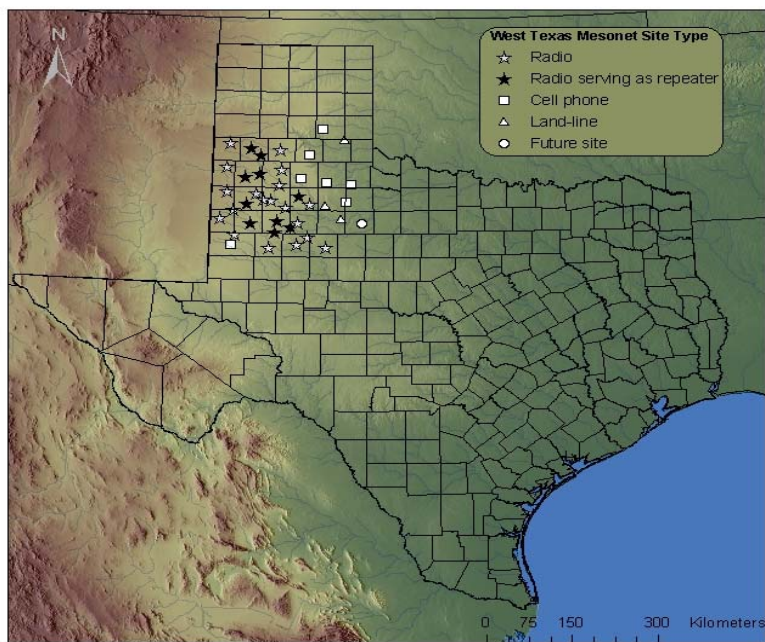 West Texas Mesonet Site Type
Radio
Radio serving as repeater
Cell phone
Land-line
Future site
N
0 75 150 300 Kilometers